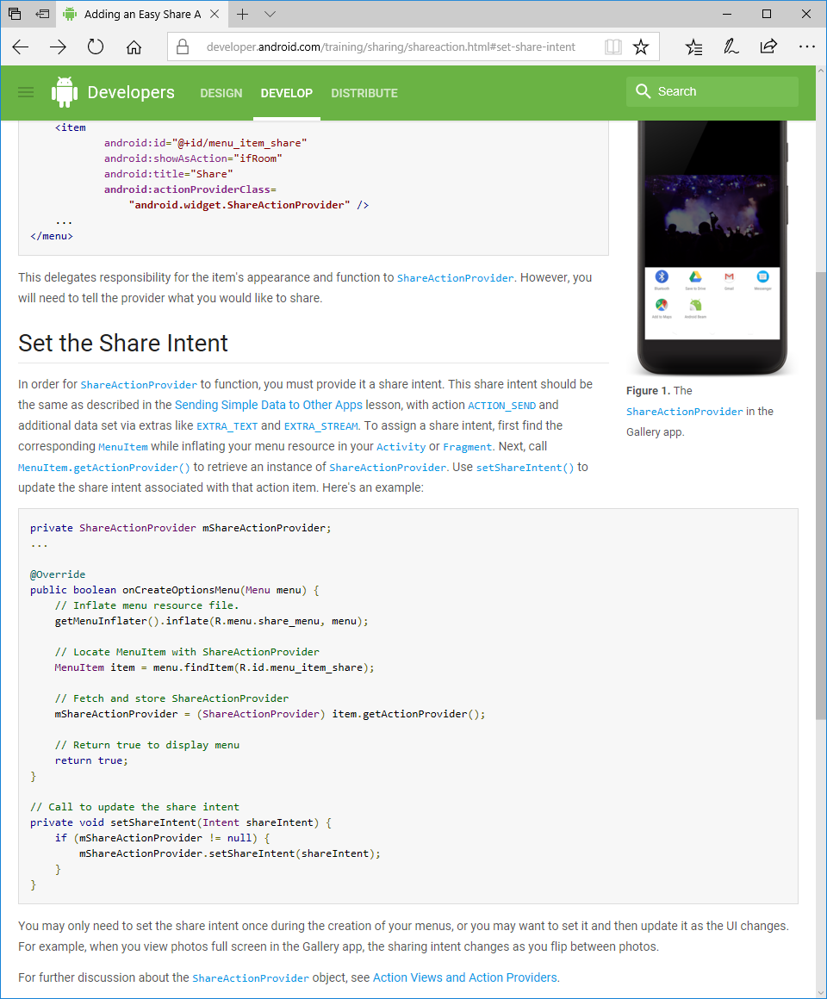 Adding an Easy Share A
developer.android.com/training/sharing/shareaction.html#set-share-intent
Developers DESIGN DEVELOP DISTRIBUTE Search
<item
android:id="@+id/menu_item_share"
android:showAsAction="ifRoom"
android:title="Share"
android:actionProviderClass=
"android.widget.ShareActionProvider" />
...
</menu>
This delegates responsibility for the item's appearance and function to ShareActionProvider. However, you
will need to tell the provider what you would like to share.
Bluetooth Save to Drive Gmail Messenger
Add to Maps Android Beam
Figure 1. The
ShareActionProvider in the
Gallery app.
Set the Share Intent
In order for ShareActionProvider to function, you must provide it a share intent. This share intent should be
the same as described in the Sending Simple Data to Other Apps lesson, with action ACTION_SEND and
additional data set via extras like EXTRA_TEXT and EXTRA_STREAM. To assign a share intent, first find the
corresponding MenuItem while inflating your menu resource in your Activity or Fragment. Next, call
MenuItem.getActionProvider() to retrieve an instance of ShareActionProvider. Use setShareIntent() to
update the share intent associated with that action item. Here's an example:
private ShareActionProvider mShareActionProvider;
...
@Override
public boolean onCreateOptionsMenu(Menu menu) {
// Inflate menu resource file.
getMenuInflater().inflate(R.menu.share_menu, menu);
// Locate MenuItem with ShareActionProvider
MenuItem item = menu.findItem(R.id.menu_item_share);
// Fetch and store ShareActionProvider
mShareActionProvider = (ShareActionProvider) item.getActionProvider();
// Return true to display menu
return true;
}
// Call to update the share intent
private void setShareIntent(Intent shareIntent) {
if (mShareActionProvider != null) {
mShareActionProvider.setShareIntent(shareIntent);
}
}
You may only need to set the share intent once during the creation of your menus, or you may want to set it and then update it as the UI changes.
For example, when you view photos full screen in the Gallery app, the sharing intent changes as you flip between photos.
For further discussion about the ShareActionProvider object, see Action Views and Action Providers.